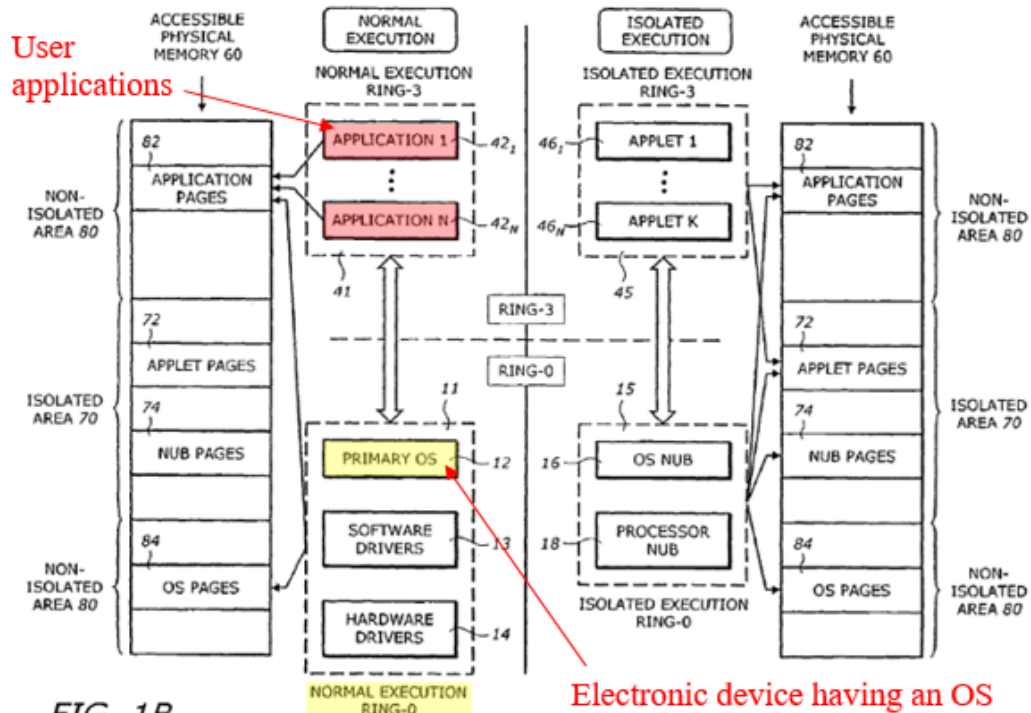 ACCESSIBLE
PHYSICAL
MEMORY 60
NORMAL
EXECUTION
ISOLATED
EXECUTION
ACCESSIBLE
PHYSICAL
MEMORY 60
User
applications
NORMAL EXECUTION
RING-3
ISOLATED EXECUTION
RING-3
82
APPLICATION
PAGES
NON-
ISOLATED
AREA 80
APPLICATION 1
42₁
APPLICATION N
42N
41
46₁
APPLET 1
46N
APPLET K
45
82
APPLICATION
PAGES
NON-
ISOLATED
AREA 80
RING-3
RING-0
72
APPLET PAGES
74
NUB PAGES
ISOLATED
AREA 70
72
APPLET PAGES
74
NUB PAGES
ISOLATED
AREA 70
11
PRIMARY OS
12
SOFTWARE
DRIVERS
13
HARDWARE
DRIVERS
14
NORMAL EXECUTION
RING-0
15
16
OS NUB
18
PROCESSOR
NUB
ISOLATED EXECUTION
RING-0
84
OS PAGES
NON-
ISOLATED
AREA 80
84
OS PAGES
NON-
ISOLATED
AREA 80
Electronic device having an OS
FIG. 1B